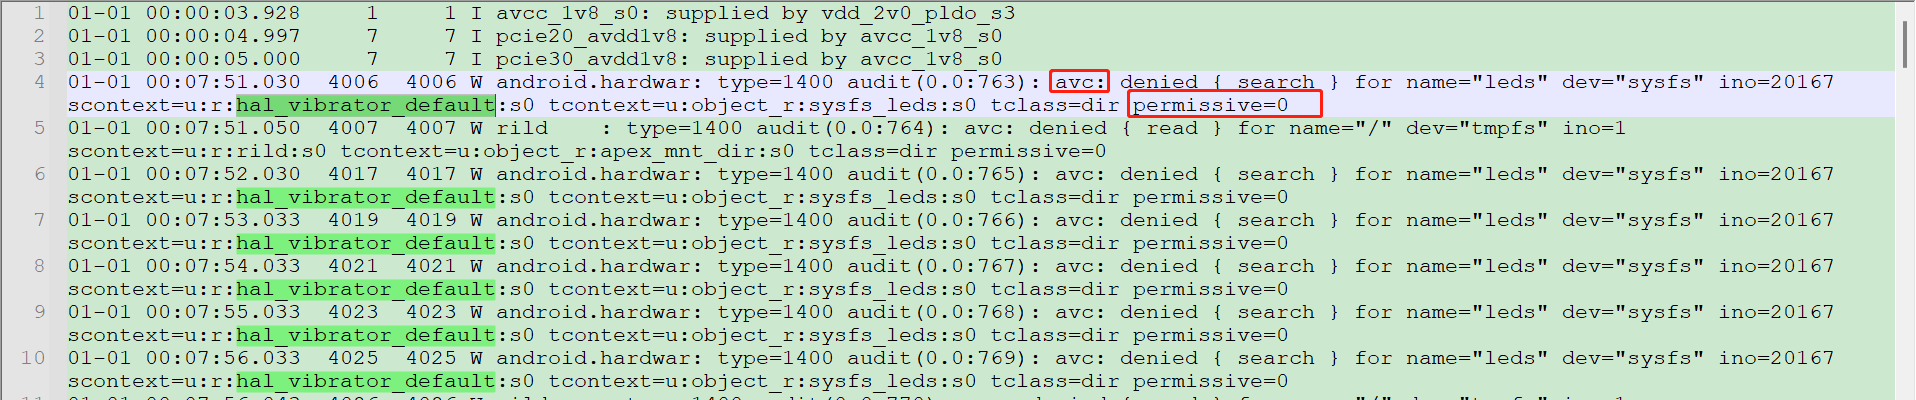 1 01-01 00:00:03.928 1 1 I avcc_1v8_s0: supplied by vdd_2v0_pldo_s3
2 01-01 00:00:04.997 7 7 I pcie20_avdd1v8: supplied by avcc_1v8_s0
3 01-01 00:00:05.000 7 7 I pcie30_avdd1v8: supplied by avcc_1v8_s0
4 01-01 00:07:51.030 4006 4006 W android.hardwar: type=1400 audit(0.0:763): avc: denied { search } for name="leds" dev="sysfs" ino=20167
scontext=u:r:hal_vibrator_default:s0 tcontext=u:object_r:sysfs_leds:s0 tclass=dir permissive=0
5 01-01 00:07:51.050 4007 4007 W rild : type=1400 audit(0.0:764): avc: denied { read } for name="/" dev="tmpfs" ino=1
scontext=u:r:rild:s0 tcontext=u:object_r:apex_mnt_dir:s0 tclass=dir permissive=0
6 01-01 00:07:52.030 4017 4017 W android.hardwar: type=1400 audit(0.0:765): avc: denied { search } for name="leds" dev="sysfs" ino=20167
scontext=u:r:hal_vibrator_default:s0 tcontext=u:object_r:sysfs_leds:s0 tclass=dir permissive=0
7 01-01 00:07:53.033 4019 4019 W android.hardwar: type=1400 audit(0.0:766): avc: denied { search } for name="leds" dev="sysfs" ino=20167
scontext=u:r:hal_vibrator_default:s0 tcontext=u:object_r:sysfs_leds:s0 tclass=dir permissive=0
8 01-01 00:07:54.033 4021 4021 W android.hardwar: type=1400 audit(0.0:767): avc: denied { search } for name="leds" dev="sysfs" ino=20167
scontext=u:r:hal_vibrator_default:s0 tcontext=u:object_r:sysfs_leds:s0 tclass=dir permissive=0
9 01-01 00:07:55.033 4023 4023 W android.hardwar: type=1400 audit(0.0:768): avc: denied { search } for name="leds" dev="sysfs" ino=20167
scontext=u:r:hal_vibrator_default:s0 tcontext=u:object_r:sysfs_leds:s0 tclass=dir permissive=0
10 01-01 00:07:56.033 4025 4025 W android.hardwar: type=1400 audit(0.0:769): avc: denied { search } for name="leds" dev="sysfs" ino=20167
scontext=u:r:hal_vibrator_default:s0 tcontext=u:object_r:sysfs_leds:s0 tclass=dir permissive=0